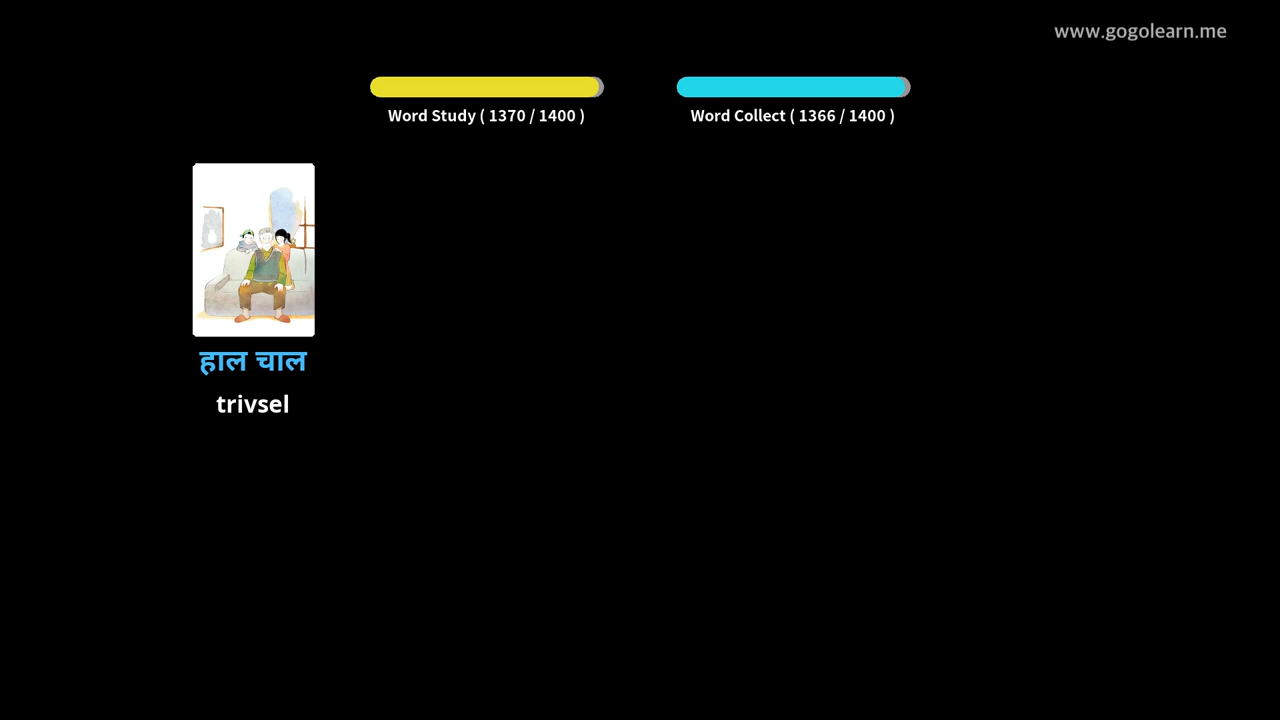 www.gogolearn.me
Word Study ( 1370 / 1400 )
Word Collect ( 1366 / 1400 )
हाल चाल
trivsel